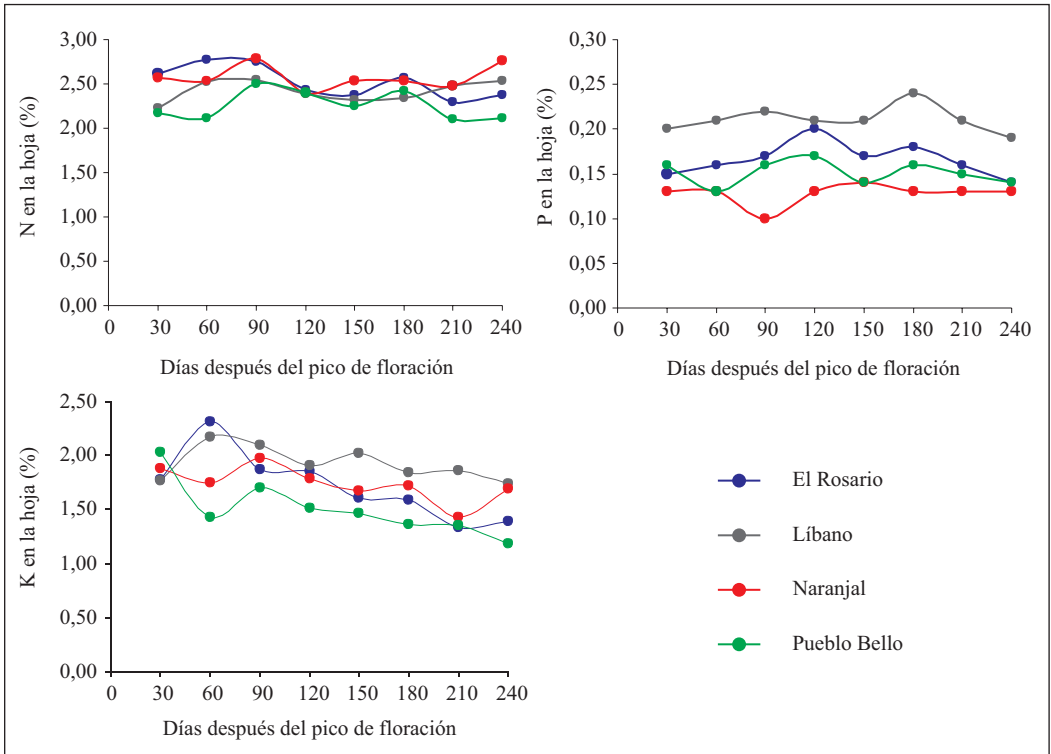 N en la hoja (%)
3,00
2,50
2,00
1,50
1,00
0,50
0,00
0 30 60 90 120 150 180 210 240
Días después del pico de floración
P en la hoja (%)
0,30
0,25
0,20
0,15
0,10
0,05
0,00
0 30 60 90 120 150 180 210 240
Días después del pico de floración
K en la hoja (%)
2,50
2,00
1,50
1,00
0,50
0,00
0 30 60 90 120 150 180 210 240
Días después del pico de floración
El Rosario
Líbano
Naranjal
Pueblo Bello